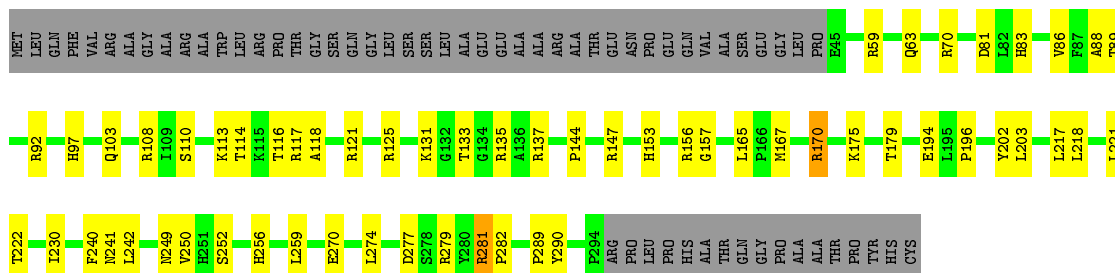 MET LEU GLN PHE VAL ARG ALA GLY ALA ARG ALA TRP LEU ARG PRO THR GLY SER GLN GLY LEU SER SER LEU ALA GLU GLU ALA ALA ARG ALA THR GLU ASN PRO GLU GLN VAL ALA SER GLU GLY LEU PRO E45 R59 Q63 R70 D81 L82 H83 V86 F87 A88 T89
R92 H97 Q103 R108 I109 S110 K113 T114 K115 T116 R117 A118 R121 R125 K131 G132 T133 G134 R135 A136 R137 P144 R147 H153 R156 G157 L165 P166 M167 R170 K175 T179 E194 L195 P196 Y202 L203 L217 L218 L221
T222 I230 F240 N241 L242 N249 V250 H251 S252 H256 L259 E270 L274 D277 S278 R279 Y280 R281 P282 P289 Y290 P294 ARG PRO LEU PRO HIS ALA THR GLN GLY PRO ALA ALA THR PRO TYR HIS CYS